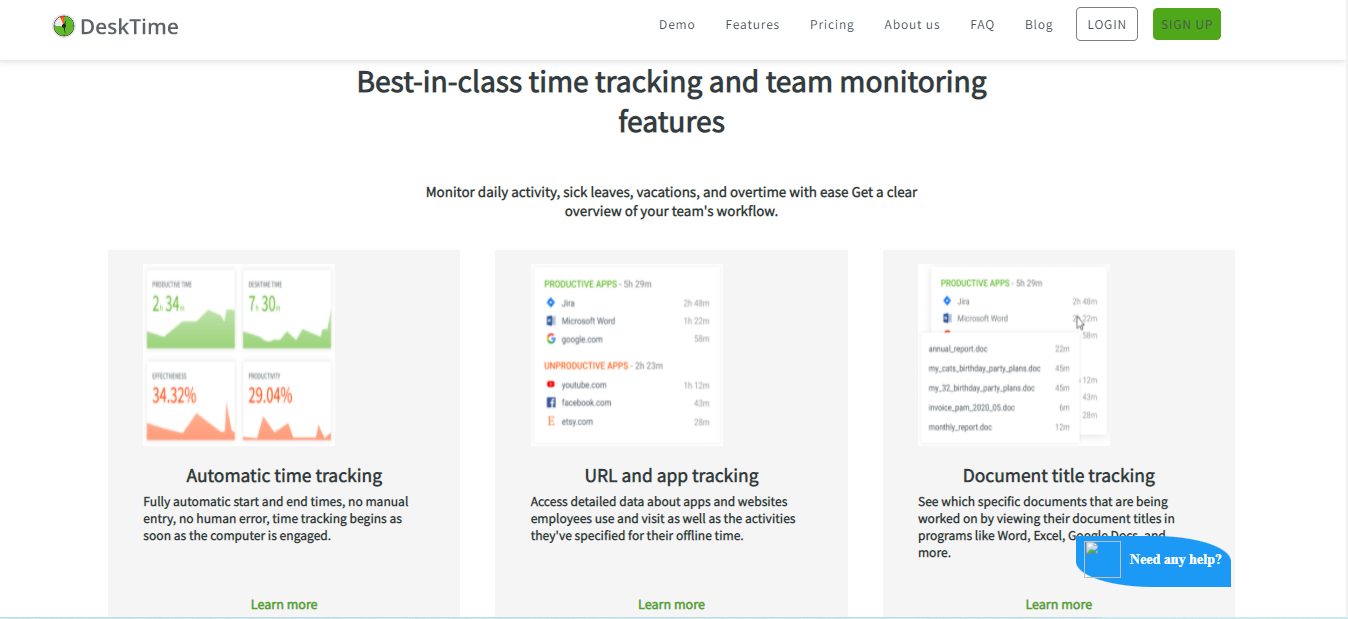 DeskTime
Demo Features Pricing About us FAQ Blog LOGIN SIGN UP
Best-in-class time tracking and team monitoring
features
Monitor daily activity, sick leaves, vacations, and overtime with ease Get a clear
overview of your team's workflow.
PRODUCTIVE TIME
2h 34m
DESKTIME TIME
7h 30m
EFFECTIVENESS
34.32%
PRODUCTIVITY
29.04%
Automatic time tracking
Fully automatic start and end times, no manual
entry, no human error, time tracking begins as
soon as the computer is engaged.
Learn more
PRODUCTIVE APPS - 5h 29m
Jira 2h 48m
Microsoft Word 1h 22m
google.com 58m
UNPRODUCTIVE APPS - 2h 23m
youtube.com 1h 12m
facebook.com 43m
etsy.com 28m
URL and app tracking
Access detailed data about apps and websites
employees use and visit as well as the activities
they've specified for their offline time.
Learn more
PRODUCTIVE APPS - 5h 29m
Jira 2h 48m
Microsoft Word 22m
58m
annual_report.doc 22m
my_cats_birthday_party_plans.doc 45m
my_32_birthday_party_plans.doc 45m
invoice_pam_2020_05.doc 6m
monthly_report.doc 12m
12m
43m
28m
Document title tracking
See which specific documents that are being
worked on by viewing their document titles in
programs like Word, Excel, Google Docs, and
more.
Learn more
Need any help?